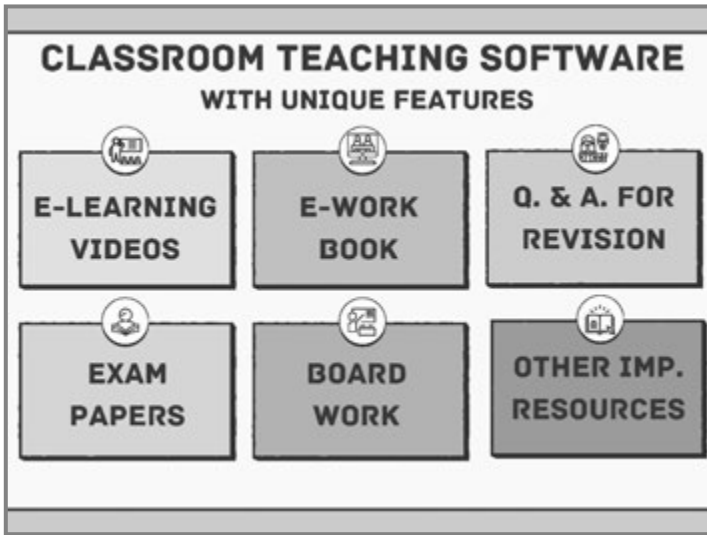 CLASSROOM TEACHING SOFTWARE
WITH UNIQUE FEATURES
E-LEARNING
VIDEOS
E-WORK
BOOK
Q. & A. FOR
REVISION
EXAM
PAPERS
BOARD
WORK
OTHER IMP.
RESOURCES